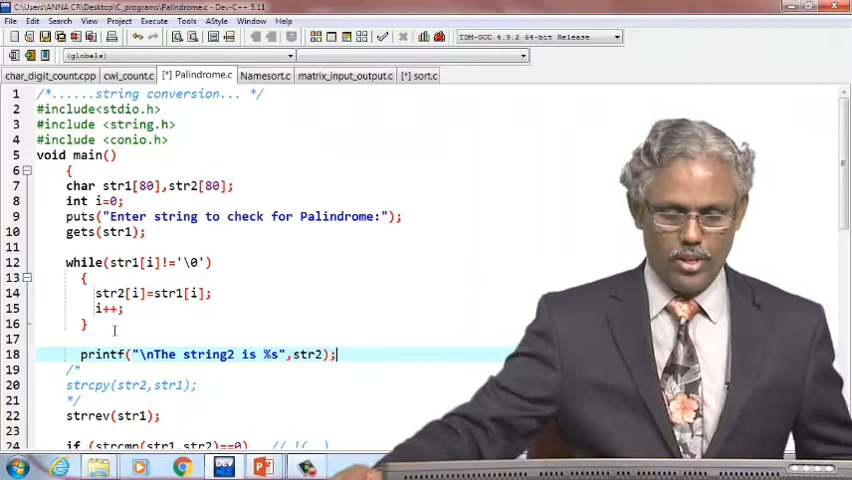 C:\Users\ANNA CR\Desktop\C_programs\Palindrome.c - Dev-C++ 5.11
File Edit Search View Project Execute Tools AStyle Window Help
TDM-GCC 4.9.2 64-bit Release
(globals)
char_digit_count.cpp cwl_count.c [*] Palindrome.c Namesort.c matrix_input_output.c [*] sort.c
1 /*......string conversion... */
2 #include<stdio.h>
3 #include <string.h>
4 #include <conio.h>
5 void main()
6 {
7 char str1[80],str2[80];
8 int i=0;
9 puts("Enter string to check for Palindrome:");
10 gets(str1);
11
12 while(str1[i]!='\0')
13 {
14 str2[i]=str1[i];
15 i++;
16 }
17
18 printf("\nThe string2 is %s",str2);
19 /*
20 strcpy(str2,str1);
21 */
22 strrev(str1);
23
24 if (strcmp(str1,str2)==0) // !( )
DEV